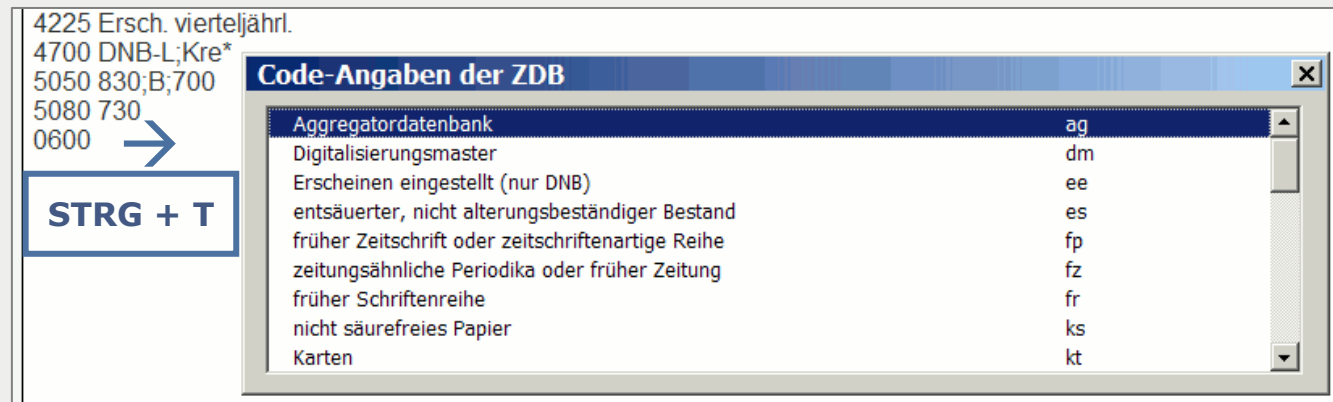 4225 Ersch. vierteljährl.
4700 DNB-L;Kre*
5050 830;B;700
5080 730
0600 →
STRG + T
Code-Angaben der ZDB
Aggregatordatenbank ag
Digitalisierungsmaster dm
Erscheinen eingestellt (nur DNB) ee
entsäuerter, nicht alterungsbeständiger Bestand es
früher Zeitschrift oder zeitschriftenartige Reihe fp
zeitungsähnliche Periodika oder früher Zeitung fz
früher Schriftenreihe fr
nicht säurefreies Papier ks
Karten kt